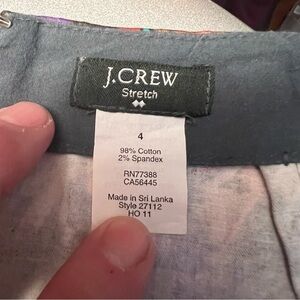 J.CREW
Stretch
4
98% Cotton
2% Spandex
RN77388
CA56445
Made in Sri Lanka
Style 27112
HO 11